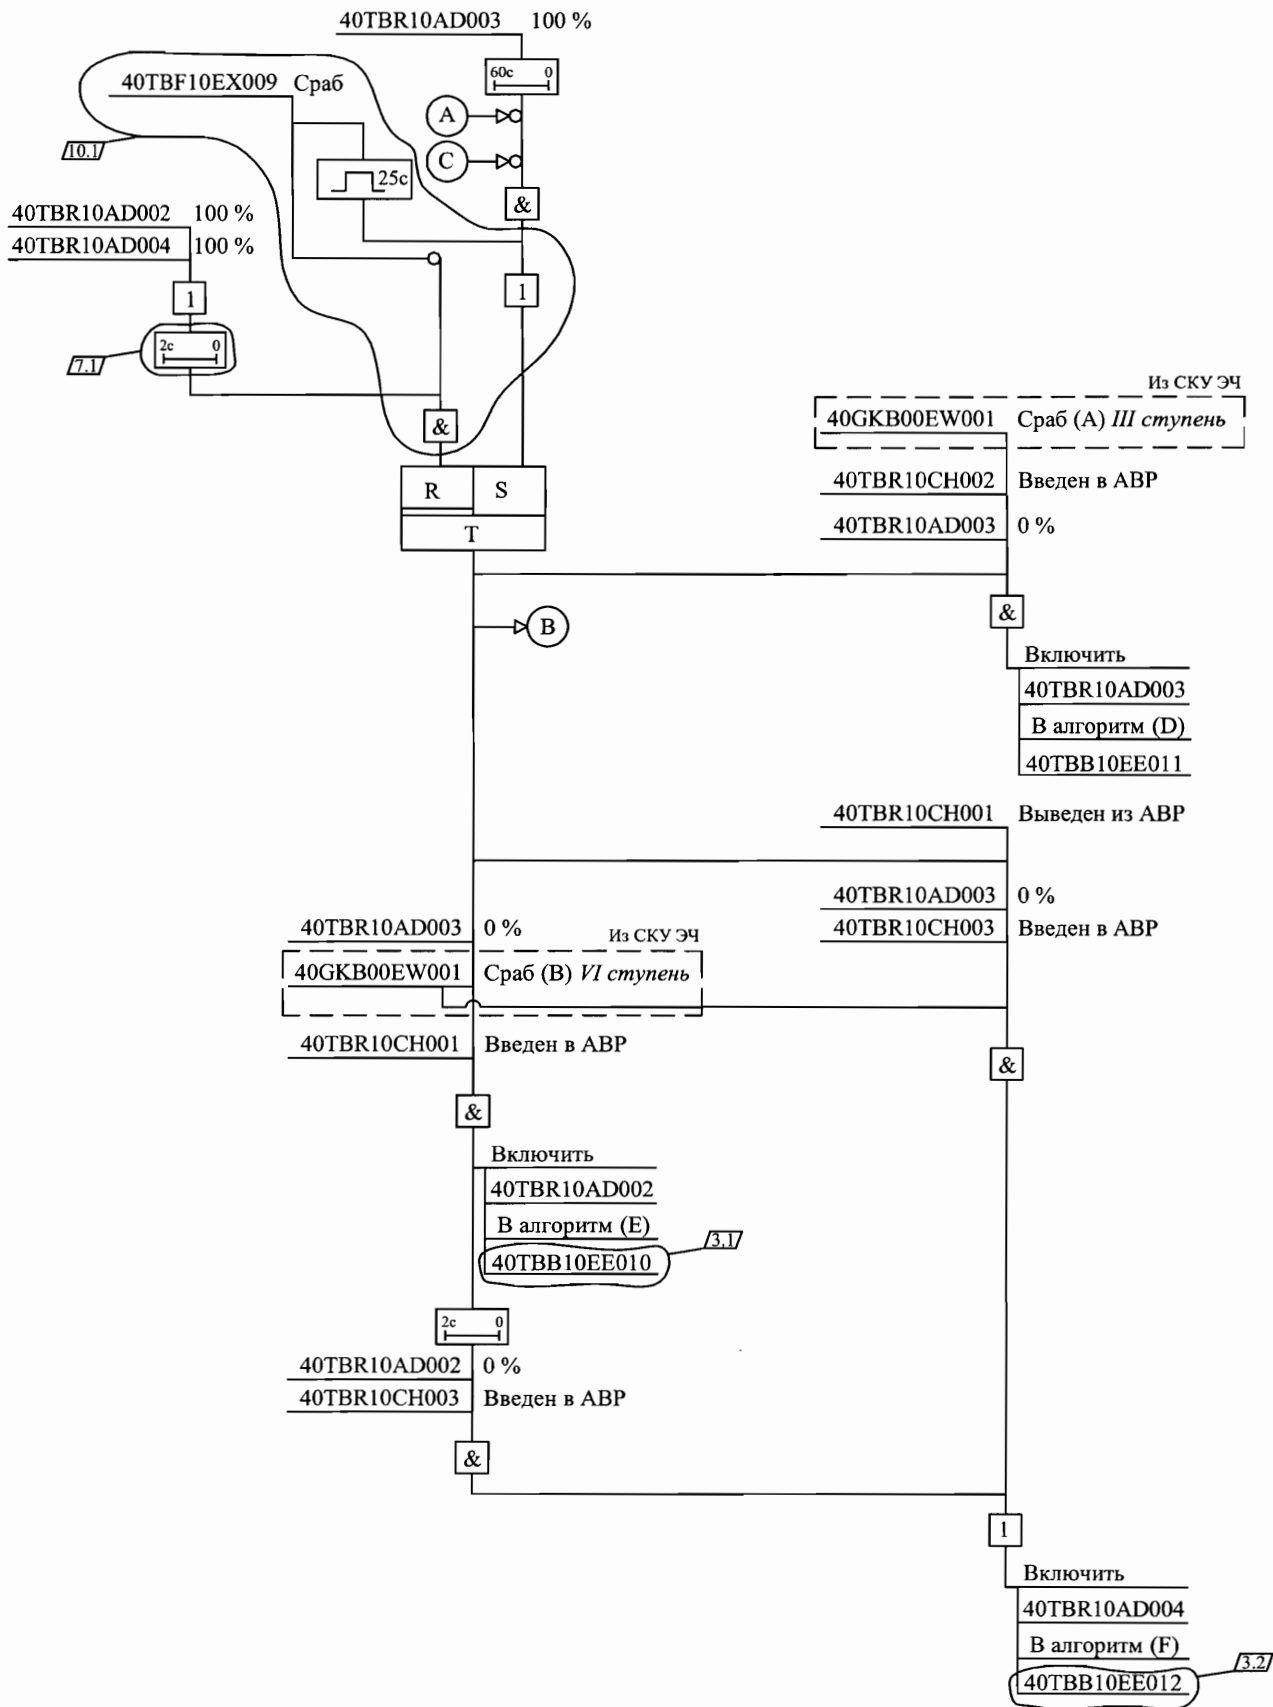 40TBR10AD003 100 %
60с 0
40TBF10EX009 Сраб
А
10.1
С
25с
&
40TBR10AD002 100 %
40TBR10AD004 100 %
1
1
2с 0
7.1
Из СКУ ЭЧ
40GKB00EW001 Сраб (А) III ступень
&
R S
40TBR10CH002 Введен в АВР
40TBR10AD003 0 %
T
&
В
Включить
40TBR10AD003
В алгоритм (D)
40TBB10EE011
40TBR10CH001 Выведен из АВР
40TBR10AD003 0 %
40TBR10CH003 Введен в АВР
40TBR10AD003 0 %
Из СКУ ЭЧ
40GKB00EW001 Сраб (В) VI ступень
40TBR10CH001 Введен в АВР
&
&
Включить
40TBR10AD002
В алгоритм (E)
3.1
40TBB10EE010
2с 0
40TBR10AD002 0 %
40TBR10CH003 Введен в АВР
&
1
Включить
40TBR10AD004
В алгоритм (F)
3.2
40TBB10EE012